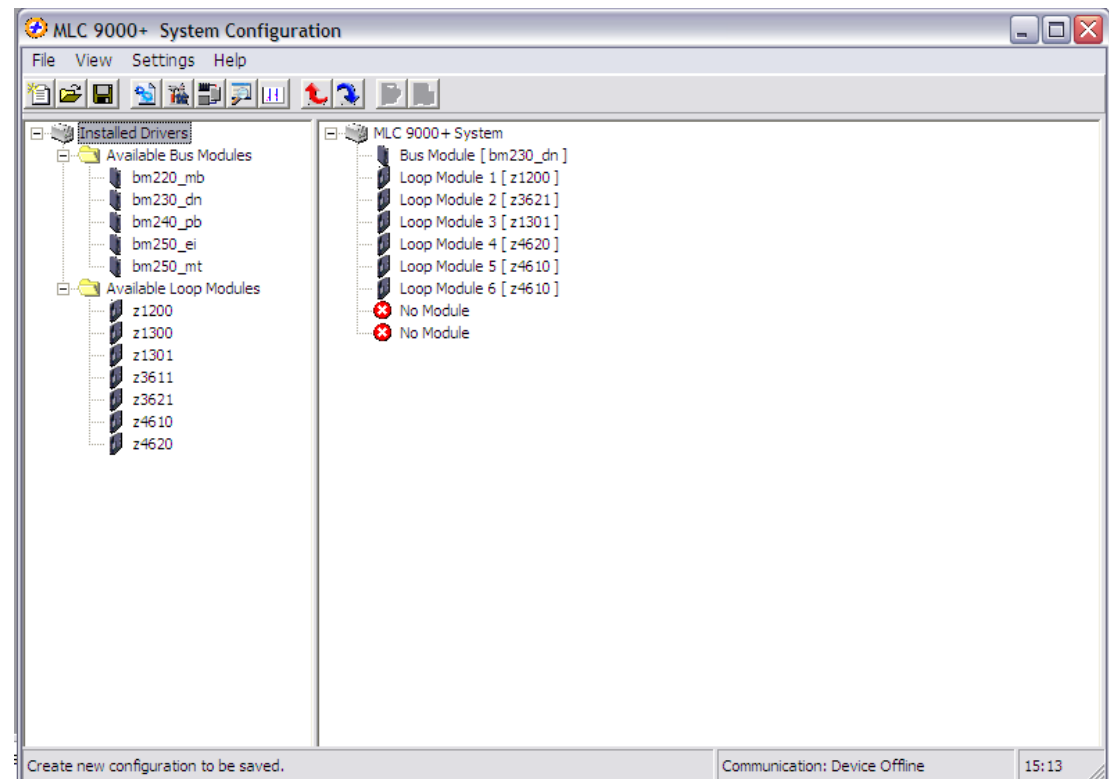 MLC 9000+ System Configuration
File View Settings Help
Installed Drivers
Available Bus Modules
bm220_mb
bm230_dn
bm240_pb
bm250_ei
bm250_mt
Available Loop Modules
z1200
z1300
z1301
z3611
z3621
z4610
z4620
MLC 9000+ System
Bus Module [ bm230_dn ]
Loop Module 1 [ z1200 ]
Loop Module 2 [ z3621 ]
Loop Module 3 [ z1301 ]
Loop Module 4 [ z4620 ]
Loop Module 5 [ z4610 ]
Loop Module 6 [ z4610 ]
No Module
No Module
Create new configuration to be saved.
Communication: Device Offline
15:13